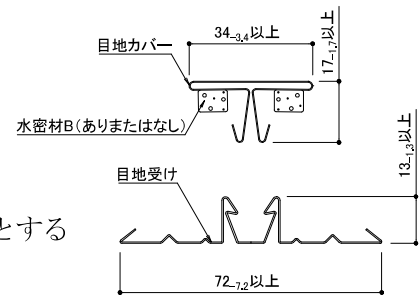 34-3.4以上
目地カバー
17-1.7以上
水密材B(ありまたはなし)
13-1.3以上
目地受け
とする
72-7.2以上